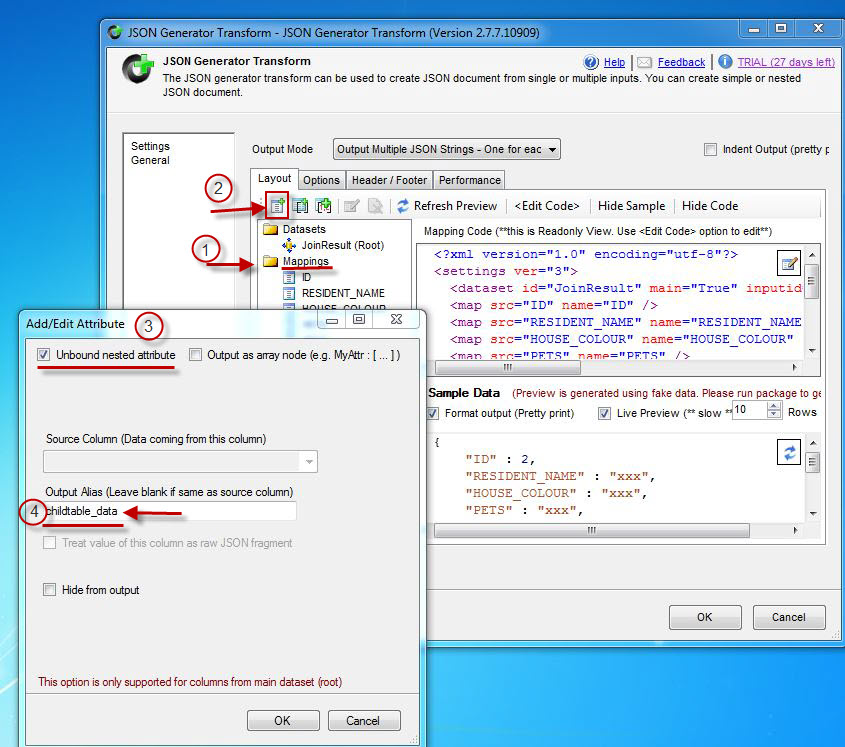 JSON Generator Transform - JSON Generator Transform (Version 2.7.7.10909)
JSON Generator Transform
Help
Feedback
TRIAL (27 days left)
The JSON generator transform can be used to create JSON document from single or multiple inputs. You can create simple or nested
JSON document.
Settings
General
Output Mode
Output Multiple JSON Strings - One for eac
Indent Output (pretty p
Layout
Options
Header / Footer
Performance
2
Refresh Preview
<Edit Code>
Hide Sample
Hide Code
1
Datasets
JoinResult (Root)
Mappings
ID
RESIDENT_NAME
HOUSE_COLOUR
Mapping Code (**this is Readonly View. Use <Edit Code> option to edit**)
<?xml version="1.0" encoding="utf-8"?>
<settings ver="3">
<dataset id="JoinResult" main="True" inputid
<map src="ID" name="ID" />
<map src="RESIDENT_NAME" name="RESIDENT_NAME
<map src="HOUSE_COLOUR" name="HOUSE_COLOUR"
<map src="PETS" name="PETS" />
Sample Data
(Preview is generated using fake data. Please run package to ge
Format output (Pretty print)
Live Preview (** slow **
10
Rows
{
"ID" : 2,
"RESIDENT_NAME" : "xxx",
"HOUSE_COLOUR" : "xxx",
"PETS" : "xxx",
OK
Cancel
Add/Edit Attribute
3
Unbound nested attribute
Output as array node (e.g. MyAttr : [ ... ] )
Source Column (Data coming from this column)
Output Alias (Leave blank if same as source column)
4
childtable_data
Treat value of this column as raw JSON fragment
Hide from output
This option is only supported for columns from main dataset (root)
OK
Cancel